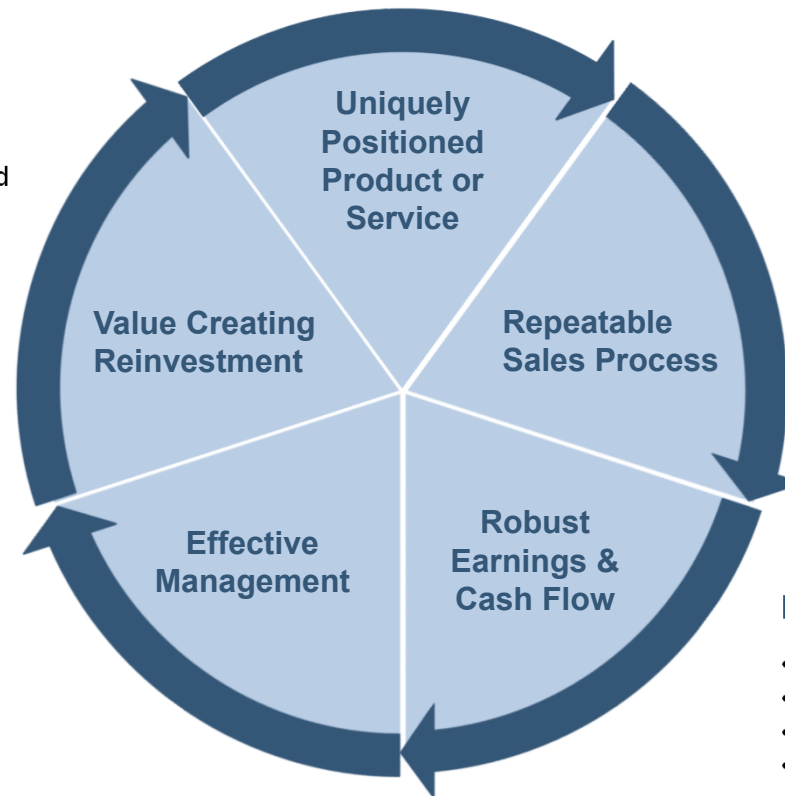 Uniquely
Positioned
Product or
Service
Repeatable
Sales Process
Robust
Earnings &
Cash Flow
Effective
Management
Value Creating
Reinvestment